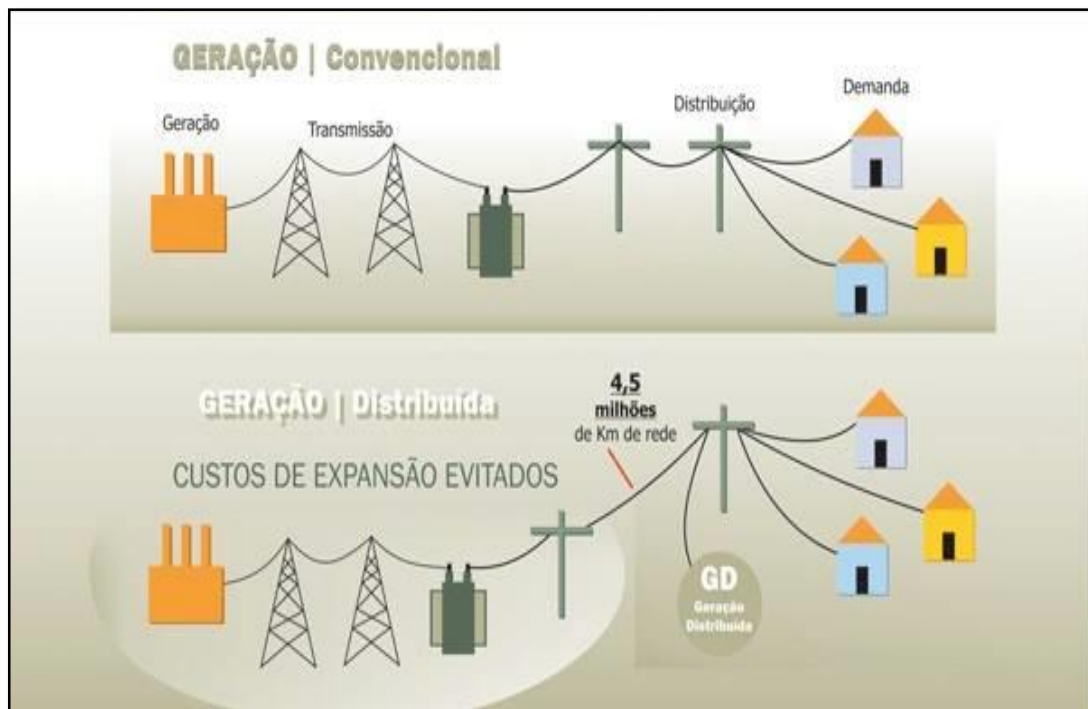 GERAÇÃO | Convencional
Geração
Transmissão
Distribuição
Demanda
GERAÇÃO | Distribuída
CUSTOS DE EXPANSÃO EVITADOS
4,5
milhões
de Km de rede
GD
Geração
Distribuída